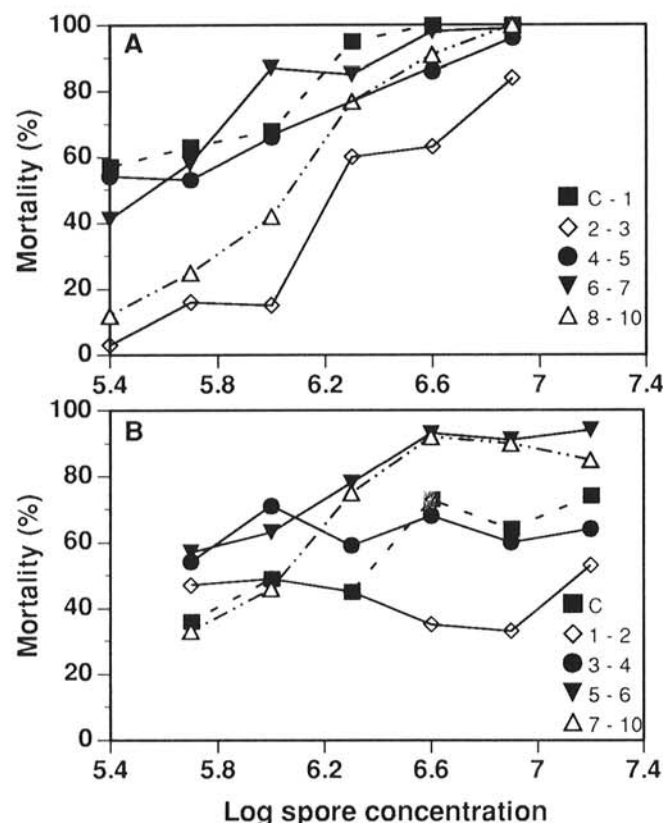 A
Mortality (%)
100
80
60
40
20
0
C - 1
2 - 3
4 - 5
6 - 7
8 - 10
5.4 5.8 6.2 6.6 7 7.4
B
Mortality (%)
100
80
60
40
20
0
C
1 - 2
3 - 4
5 - 6
7 - 10
5.4 5.8 6.2 6.6 7 7.4
Log spore concentration